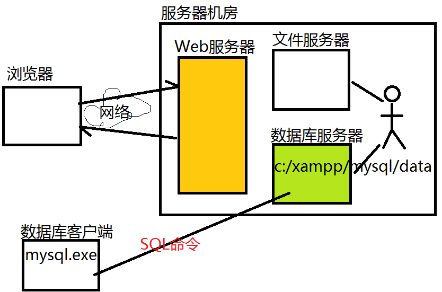 服务器机房
Web服务器
文件服务器
浏览器
网络
数据库服务器
c:/xampp/mysql/data
数据库客户端
SQL命令
mysql.exe